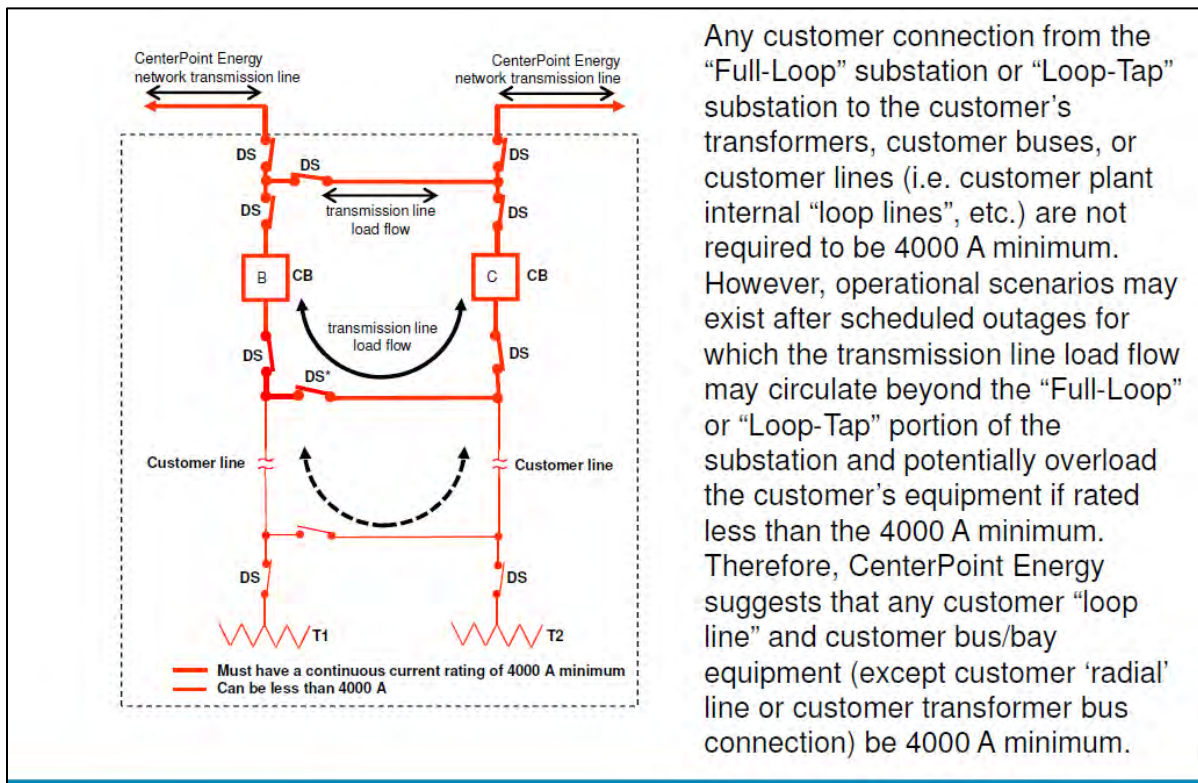 CenterPoint Energy
network transmission line
CenterPoint Energy
network transmission line
DS
DS
DS
DS
DS
transmission line
load flow
B
CB
C
CB
transmission line
load flow
DS
DS
DS*
Customer line
Customer line
DS
DS
T1
T2
Must have a continuous current rating of 4000 A minimum
Can be less than 4000 A
Any customer connection from the
“Full-Loop” substation or “Loop-Tap”
substation to the customer’s
transformers, customer buses, or
customer lines (i.e. customer plant
internal “loop lines”, etc.) are not
required to be 4000 A minimum.
However, operational scenarios may
exist after scheduled outages for
which the transmission line load flow
may circulate beyond the “Full-Loop”
or “Loop-Tap” portion of the
substation and potentially overload
the customer’s equipment if rated
less than the 4000 A minimum.
Therefore, CenterPoint Energy
suggests that any customer “loop
line” and customer bus/bay
equipment (except customer ‘radial’
line or customer transformer bus
connection) be 4000 A minimum.